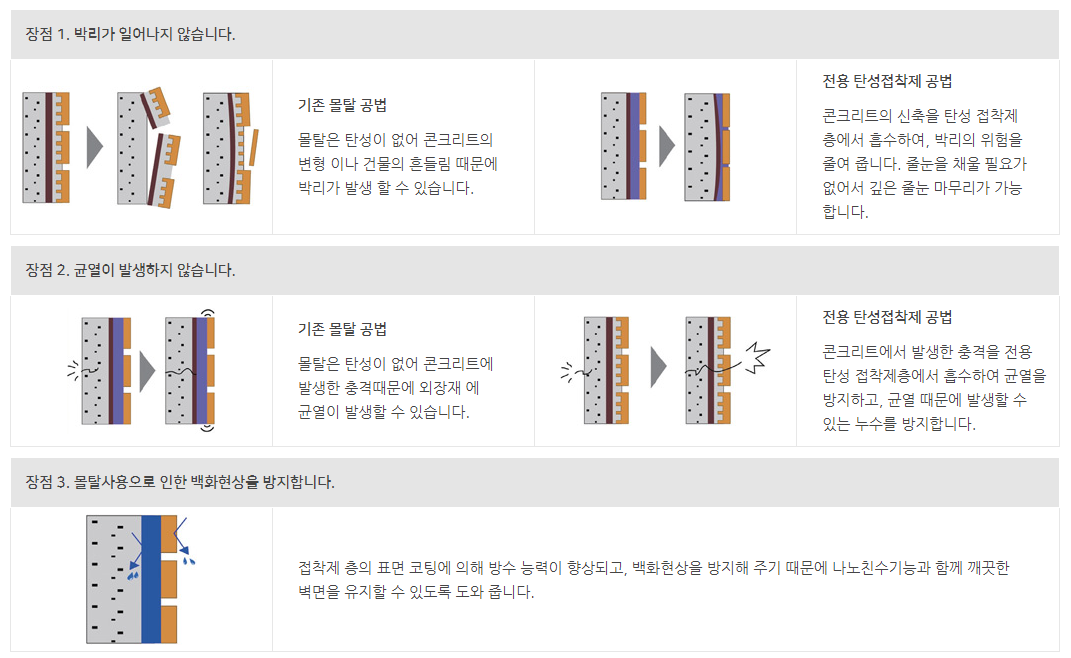 장점 1. 박리가 일어나지 않습니다.
기존 몰탈 공법
몰탈은 탄성이 없어 콘크리트의
변형 이나 건물의 흔들림 때문에
박리가 발생 할 수 있습니다.
전용 탄성접착제 공법
콘크리트의 신축을 탄성 접착제
층에서 흡수하여, 박리의 위험을
줄여 줍니다. 줄눈을 채울 필요가
없어서 깊은 줄눈 마무리가 가능
합니다.
장점 2. 균열이 발생하지 않습니다.
기존 몰탈 공법
몰탈은 탄성이 없어 콘크리트에
발생한 충격때문에 외장재 에
균열이 발생할 수 있습니다.
전용 탄성접착제 공법
콘크리트에서 발생한 충격을 전용
탄성 접착제층에서 흡수하여 균열을
방지하고, 균열 때문에 발생할 수
있는 누수를 방지합니다.
장점 3. 몰탈사용으로 인한 백화현상을 방지합니다.
접착제 층의 표면 코팅에 의해 방수 능력이 향상되고, 백화현상을 방지해 주기 때문에 나노친수기능과 함께 깨끗한
벽면을 유지할 수 있도록 도와 줍니다.